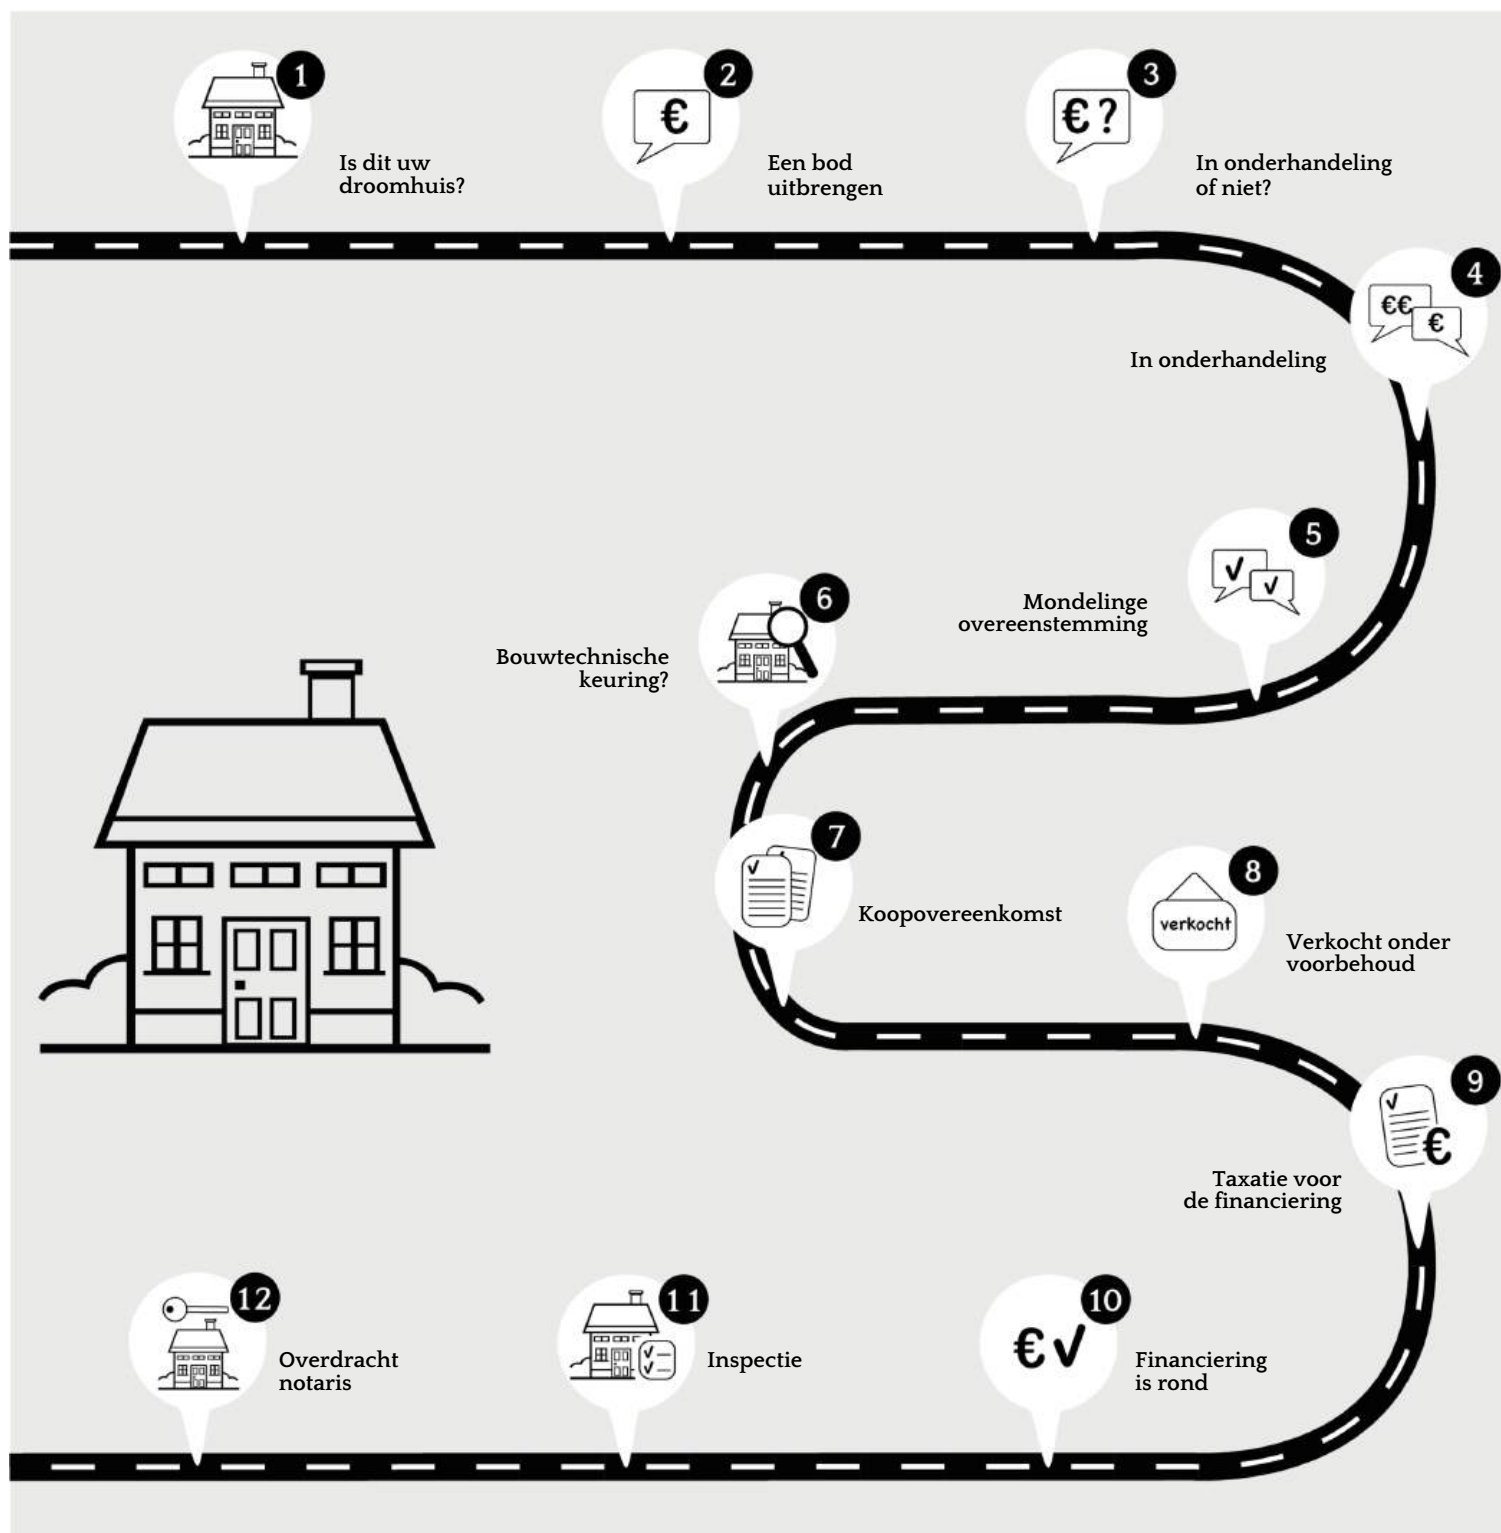 1
Is dit uw
droomhuis?
2
€
Een bod
uitbrengen
3
€ ?
In onderhandeling
of niet?
4
€€
€
In onderhandeling
5
Mondelinge
overeenstemming
6
Bouwtechnische
keuring?
7
Koopovereenkomst
8
verkocht
Verkocht onder
voorbehoud
9
€
Taxatie voor
de financiering
10
€
Financiering
is rond
11
Inspectie
12
Overdracht
notaris